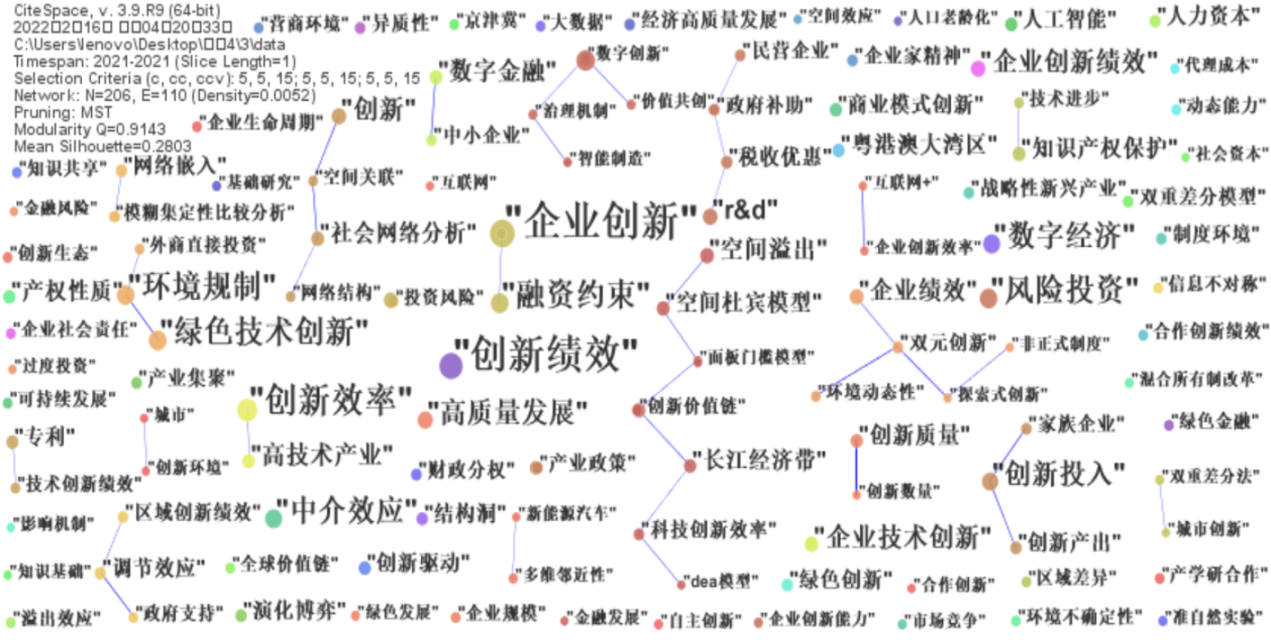 CiteSpace, v. 3.9.R9 (64-bit)
2022□2□16□ □□04□20□33□
C:\Users\lenovo\Desktop\□□4\3\data
Timespan: 2021-2021 (Slice Length=1)
Selection Criteria (c, cc, ccv): 5, 5, 15; 5, 5, 15; 5, 5, 15
Network: N=206, E=110 (Density=0.0052)
Pruning: MST
Modularity Q=0.9143
Mean Silhouette=0.2803
"营商环境"
"异质性"
"京津冀"
"大数据"
"经济高质量发展"
"空间效应"
"人口老龄化"
"人工智能"
"人力资本"
"数字创新"
"民营企业"
"企业家精神"
"企业创新绩效"
"代理成本"
"数字金融"
"创新"
"治理机制"
"价值共创"
"政府补助"
"商业模式创新"
"技术进步"
"动态能力"
"企业生命周期"
"中小企业"
"智能制造"
"税收优惠"
"粤港澳大湾区"
"知识产权保护"
"社会资本"
"知识共享"
"网络嵌入"
"基础研究"
"空间关联"
"互联网"
"互联网+"
"战略性新兴产业"
"双重差分模型"
"金融风险"
"模糊集定性比较分析"
"企业创新"
"r&d"
"创新生态"
"外商直接投资"
"社会网络分析"
"空间溢出"
"企业创新效率"
"数字经济"
"制度环境"
"产权性质"
"环境规制"
"网络结构"
"投资风险"
"融资约束"
"空间杜宾模型"
"企业绩效"
"风险投资"
"信息不对称"
"企业社会责任"
"绿色技术创新"
"创新绩效"
"面板门槛模型"
"双元创新"
"非正式制度"
"合作创新绩效"
"过度投资"
"产业集聚"
"可持续发展"
"城市"
"创新效率"
"高质量发展"
"创新价值链"
"环境动态性"
"探索式创新"
"混合所有制改革"
"专利"
"创新环境"
"高技术产业"
"财政分权"
"产业政策"
"长江经济带"
"创新质量"
"家族企业"
"绿色金融"
"技术创新绩效"
"创新数量"
"创新投入"
"双重差分法"
"影响机制"
"区域创新绩效"
"中介效应"
"结构洞"
"新能源汽车"
"科技创新效率"
"企业技术创新"
"创新产出"
"城市创新"
"知识基础"
"调节效应"
"全球价值链"
"创新驱动"
"多维邻近性"
"dea模型"
"绿色创新"
"合作创新"
"区域差异"
"产学研合作"
"溢出效应"
"政府支持"
"演化博弈"
"绿色发展"
"企业规模"
"金融发展"
"自主创新"
"企业创新能力"
"市场竞争"
"环境不确定性"
"准自然实验"